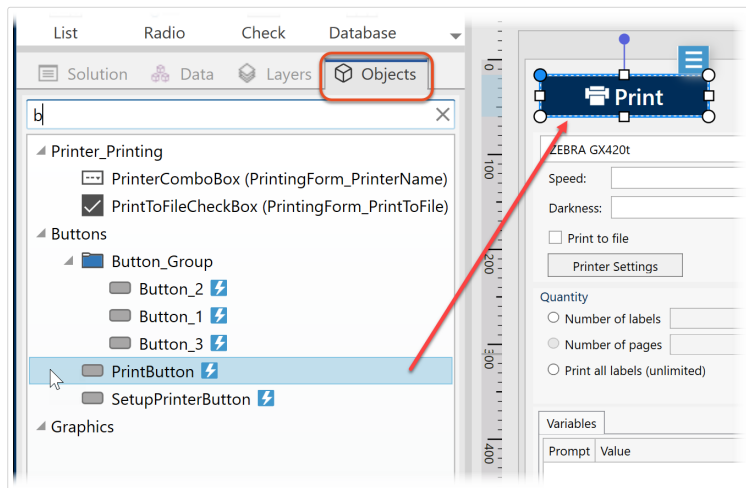 List Radio Check Database
Solution Data Layers Objects
b
Printer_Printing
PrinterComboBox (PrintingForm_PrinterName)
PrintToFileCheckBox (PrintingForm_PrintToFile)
Buttons
Button_Group
Button_2
Button_1
Button_3
PrintButton
SetupPrinterButton
Graphics
0
100
200
300
400
Print
ZEBRA GX420t
Speed:
Darkness:
Print to file
Printer Settings
Quantity
Number of labels
Number of pages
Print all labels (unlimited)
Variables
Prompt Value